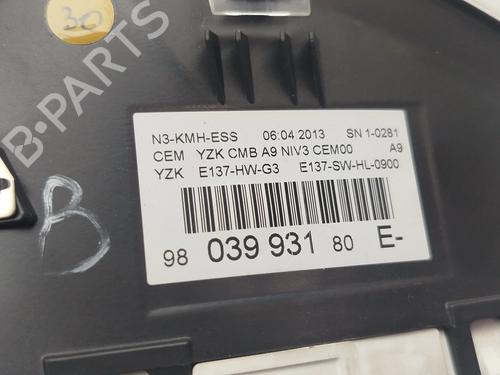 30
B-PARTS
N3-KMH-ESS 06:04 2013 SN 1-0281
CEM YZK CMB A9 NIV3 CEM00 A9
YZK E137-HW-G3 E137-SW-HL-0900
98 039 931 80 E-
B